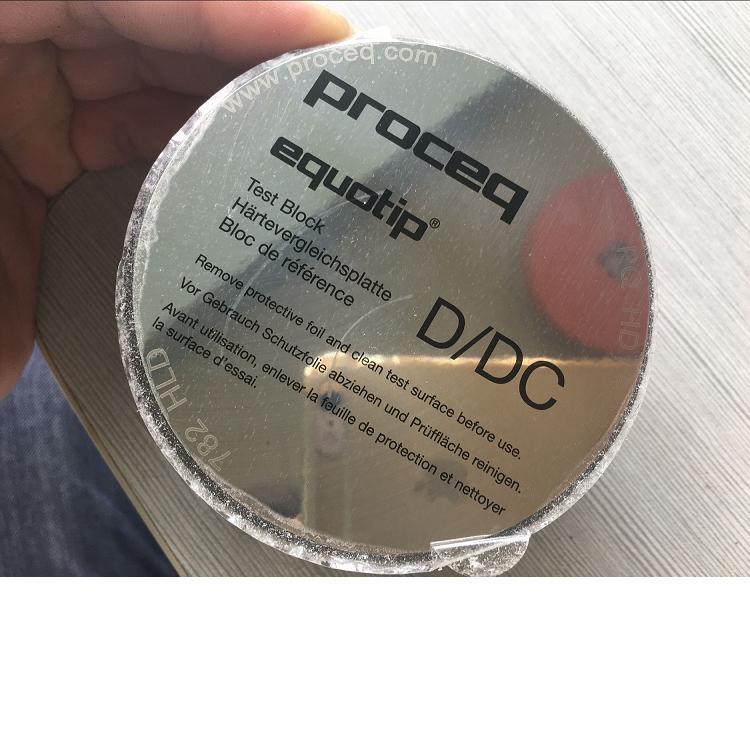 www.proceq.com
proceq
equotip®
Test Block
Härtevergleichsplatte
Bloc de référence
D/DC
Remove protective foil and clean test surface before use.
Vor Gebrauch Schutzfolie abziehen und Prüffläche reinigen.
Avant utilisation, enlever la feuille de protection et nettoyer
la surface d'essai.
782 HLD
HD